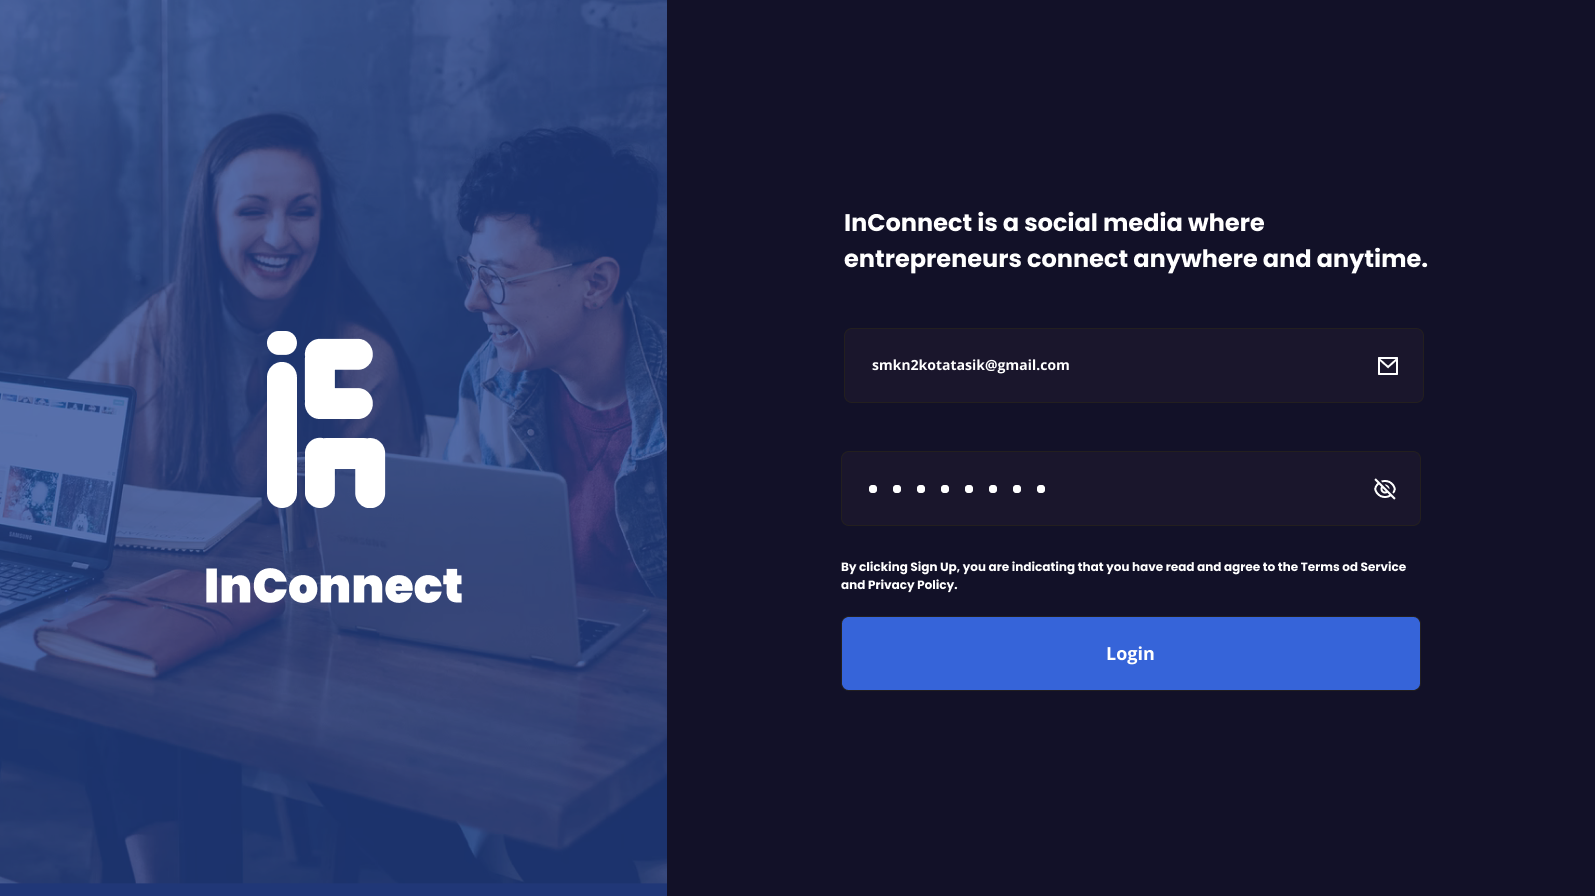 InConnect
InConnect is a social media where
entrepreneurs connect anywhere and anytime.
smkn2kotatasik@gmail.com
By clicking Sign Up, you are indicating that you have read and agree to the Terms od Service
and Privacy Policy.
Login
SAMSUNG